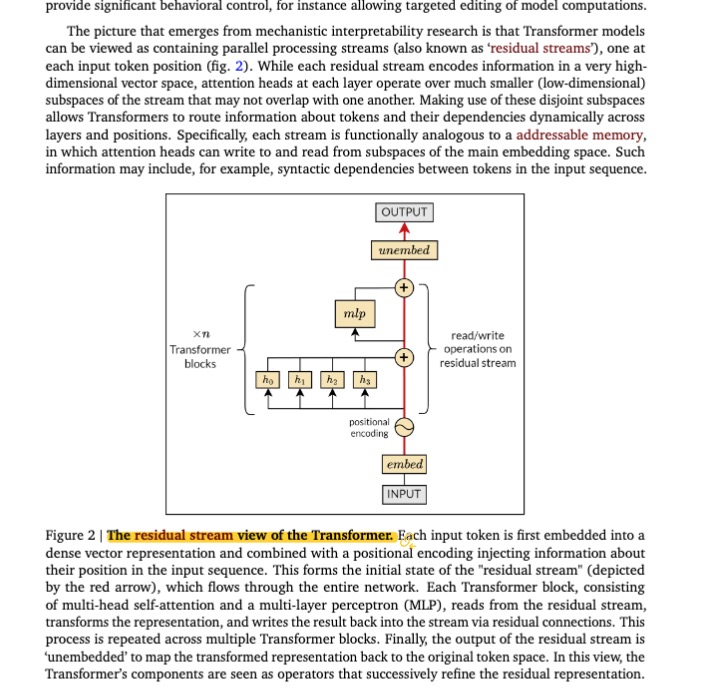 provide significant behavioral control, for instance allowing targeted editing of model computations.
The picture that emerges from mechanistic interpretability research is that Transformer models
can be viewed as containing parallel processing streams (also known as ‘residual streams’), one at
each input token position (fig. 2). While each residual stream encodes information in a very high-
dimensional vector space, attention heads at each layer operate over much smaller (low-dimensional)
subspaces of the stream that may not overlap with one another. Making use of these disjoint subspaces
allows Transformers to route information about tokens and their dependencies dynamically across
layers and positions. Specifically, each stream is functionally analogous to a addressable memory,
in which attention heads can write to and read from subspaces of the main embedding space. Such
information may include, for example, syntactic dependencies between tokens in the input sequence.
OUTPUT
unembed
+
mlp
×n
Transformer
blocks
read/write
operations on
residual stream
+
h₀ h₁ h₂ h₃
positional
encoding
embed
INPUT
Figure 2 | The residual stream view of the Transformer. Each input token is first embedded into a
dense vector representation and combined with a positional encoding injecting information about
their position in the input sequence. This forms the initial state of the "residual stream" (depicted
by the red arrow), which flows through the entire network. Each Transformer block, consisting
of multi-head self-attention and a multi-layer perceptron (MLP), reads from the residual stream,
transforms the representation, and writes the result back into the stream via residual connections. This
process is repeated across multiple Transformer blocks. Finally, the output of the residual stream is
‘unembedded’ to map the transformed representation back to the original token space. In this view, the
Transformer’s components are seen as operators that successively refine the residual representation.